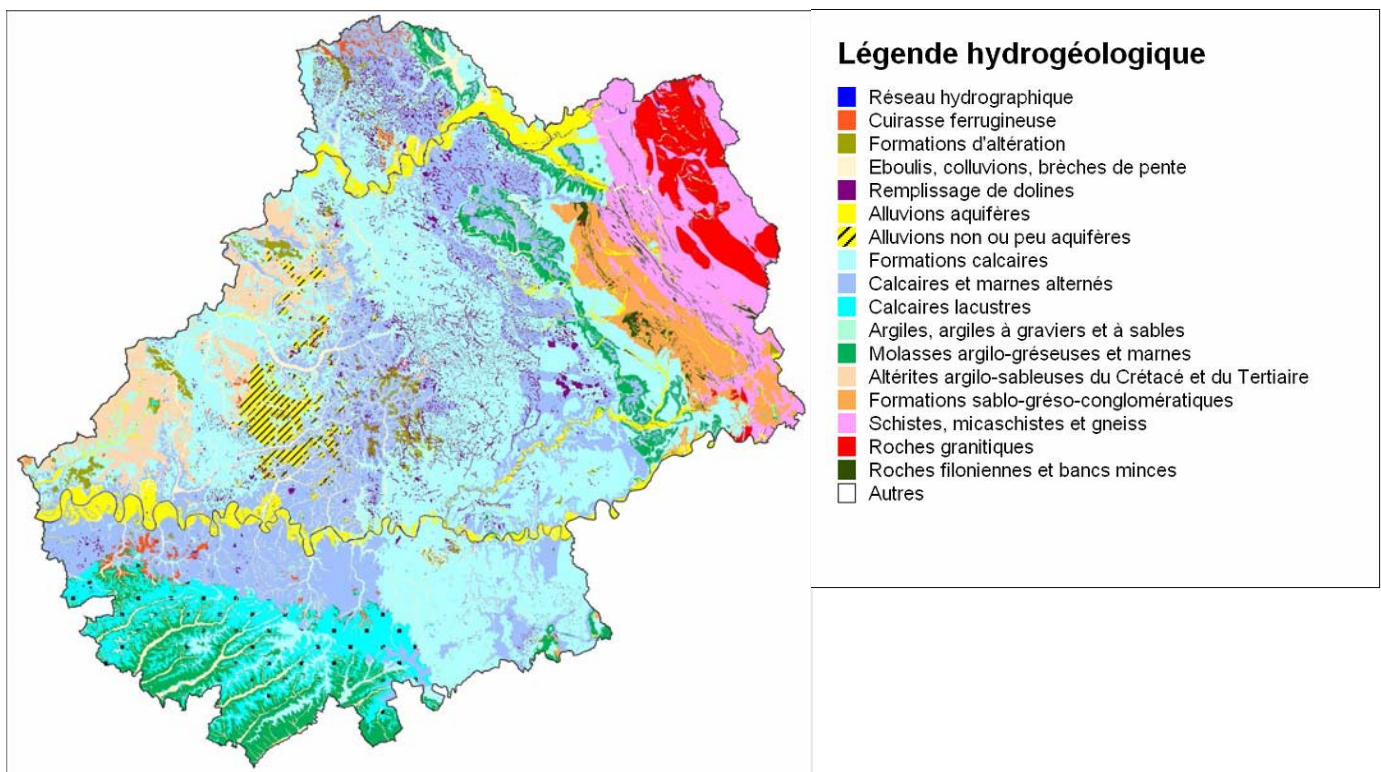 Légende hydrogéologique
Réseau hydrographique
Cuirasse ferrugineuse
Formations d'altération
Eboulis, colluvions, brèches de pente
Remplissage de dolines
Alluvions aquifères
Alluvions non ou peu aquifères
Formations calcaires
Calcaires et marnes alternés
Calcaires lacustres
Argiles, argiles à graviers et à sables
Molasses argilo-gréseuses et marnes
Altérites argilo-sableuses du Crétacé et du Tertiaire
Formations sablo-gréso-conglomératiques
Schistes, micaschistes et gneiss
Roches granitiques
Roches filoniennes et bancs minces
Autres